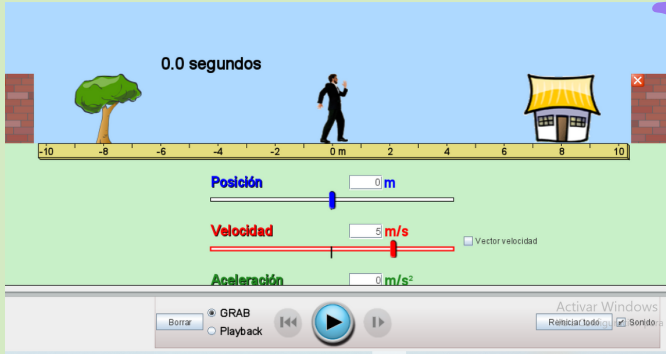 0.0 segundos
-10 -8 -6 -4 -2 0 m 2 4 6 8 10
Posición 0 m
Velocidad 5 m/s
Vector velocidad
Aceleración 0 m/s²
Borrar
GRAB
Playback
Activar Windows
Reiniciar todo
Sonido